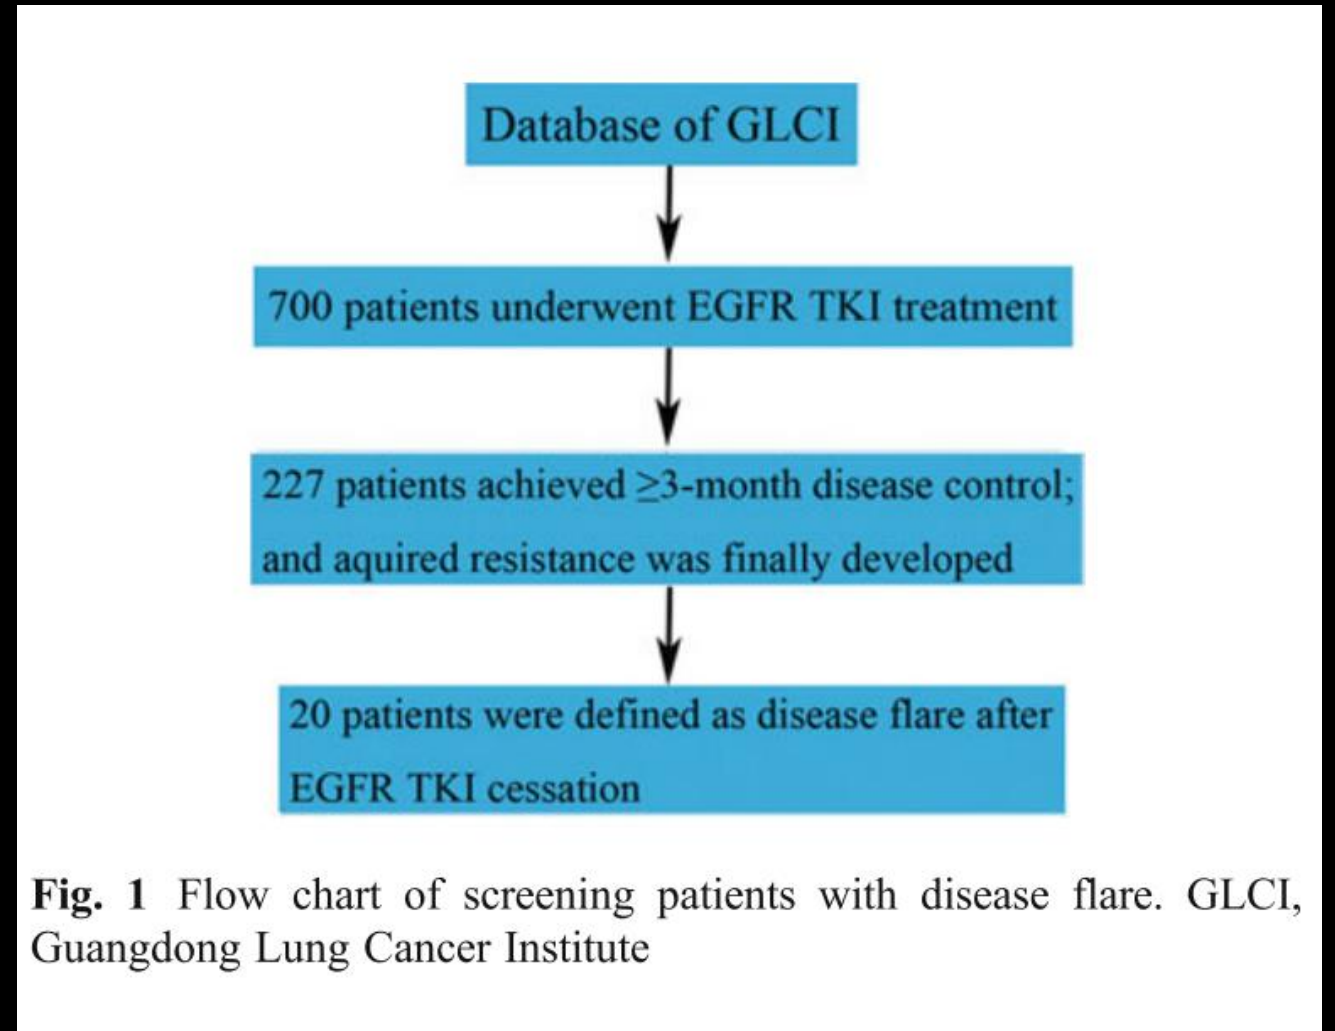 Database of GLCI
700 patients underwent EGFR TKI treatment
227 patients achieved ≥3-month disease control;
and aquired resistance was finally developed
20 patients were defined as disease flare after
EGFR TKI cessation
Fig. 1 Flow chart of screening patients with disease flare. GLCI,
Guangdong Lung Cancer Institute